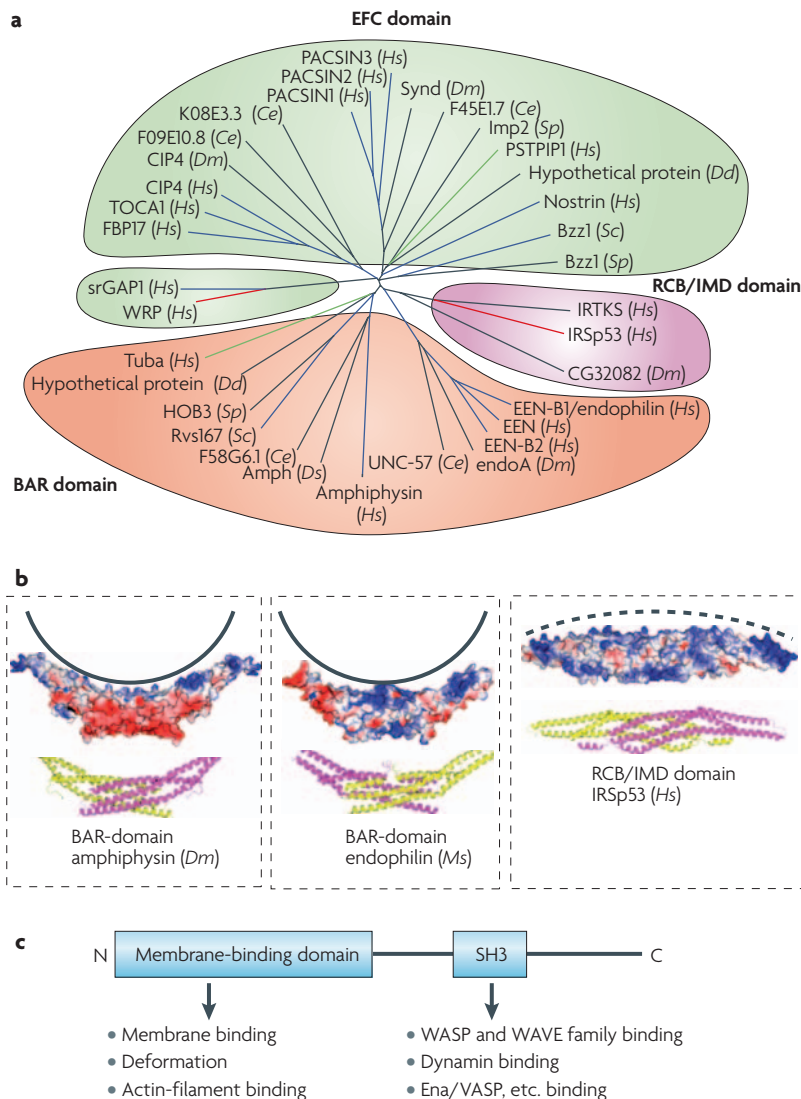 a
EFC domain
PACSIN3 (Hs)
PACSIN2 (Hs)
PACSIN1 (Hs)
Synd (Dm)
K08E3.3 (Ce)
F45E1.7 (Ce)
Imp2 (Sp)
F09E10.8 (Ce)
PSTPIP1 (Hs)
CIP4 (Dm)
Hypothetical protein (Dd)
CIP4 (Hs)
Nostrin (Hs)
TOCA1 (Hs)
FBP17 (Hs)
Bzz1 (Sc)
Bzz1 (Sp)
RCB/IMD domain
srGAP1 (Hs)
WRP (Hs)
IRTKS (Hs)
IRSp53 (Hs)
CG32082 (Dm)
Tuba (Hs)
Hypothetical protein (Dd)
HOB3 (Sp)
Rvs167 (Sc)
F58G6.1 (Ce)
Amph (Ds)
Amphiphysin
(Hs)
UNC-57 (Ce)
EEN-B1/endophilin (Hs)
EEN (Hs)
EEN-B2 (Hs)
endoA (Dm)
BAR domain
b
BAR-domain
amphiphysin (Dm)
BAR-domain
endophilin (Ms)
RCB/IMD domain
IRSp53 (Hs)
c
N Membrane-binding domain SH3 C
• Membrane binding
• Deformation
• Actin-filament binding
• WASP and WAVE family binding
• Dynamin binding
• Ena/VASP, etc. binding